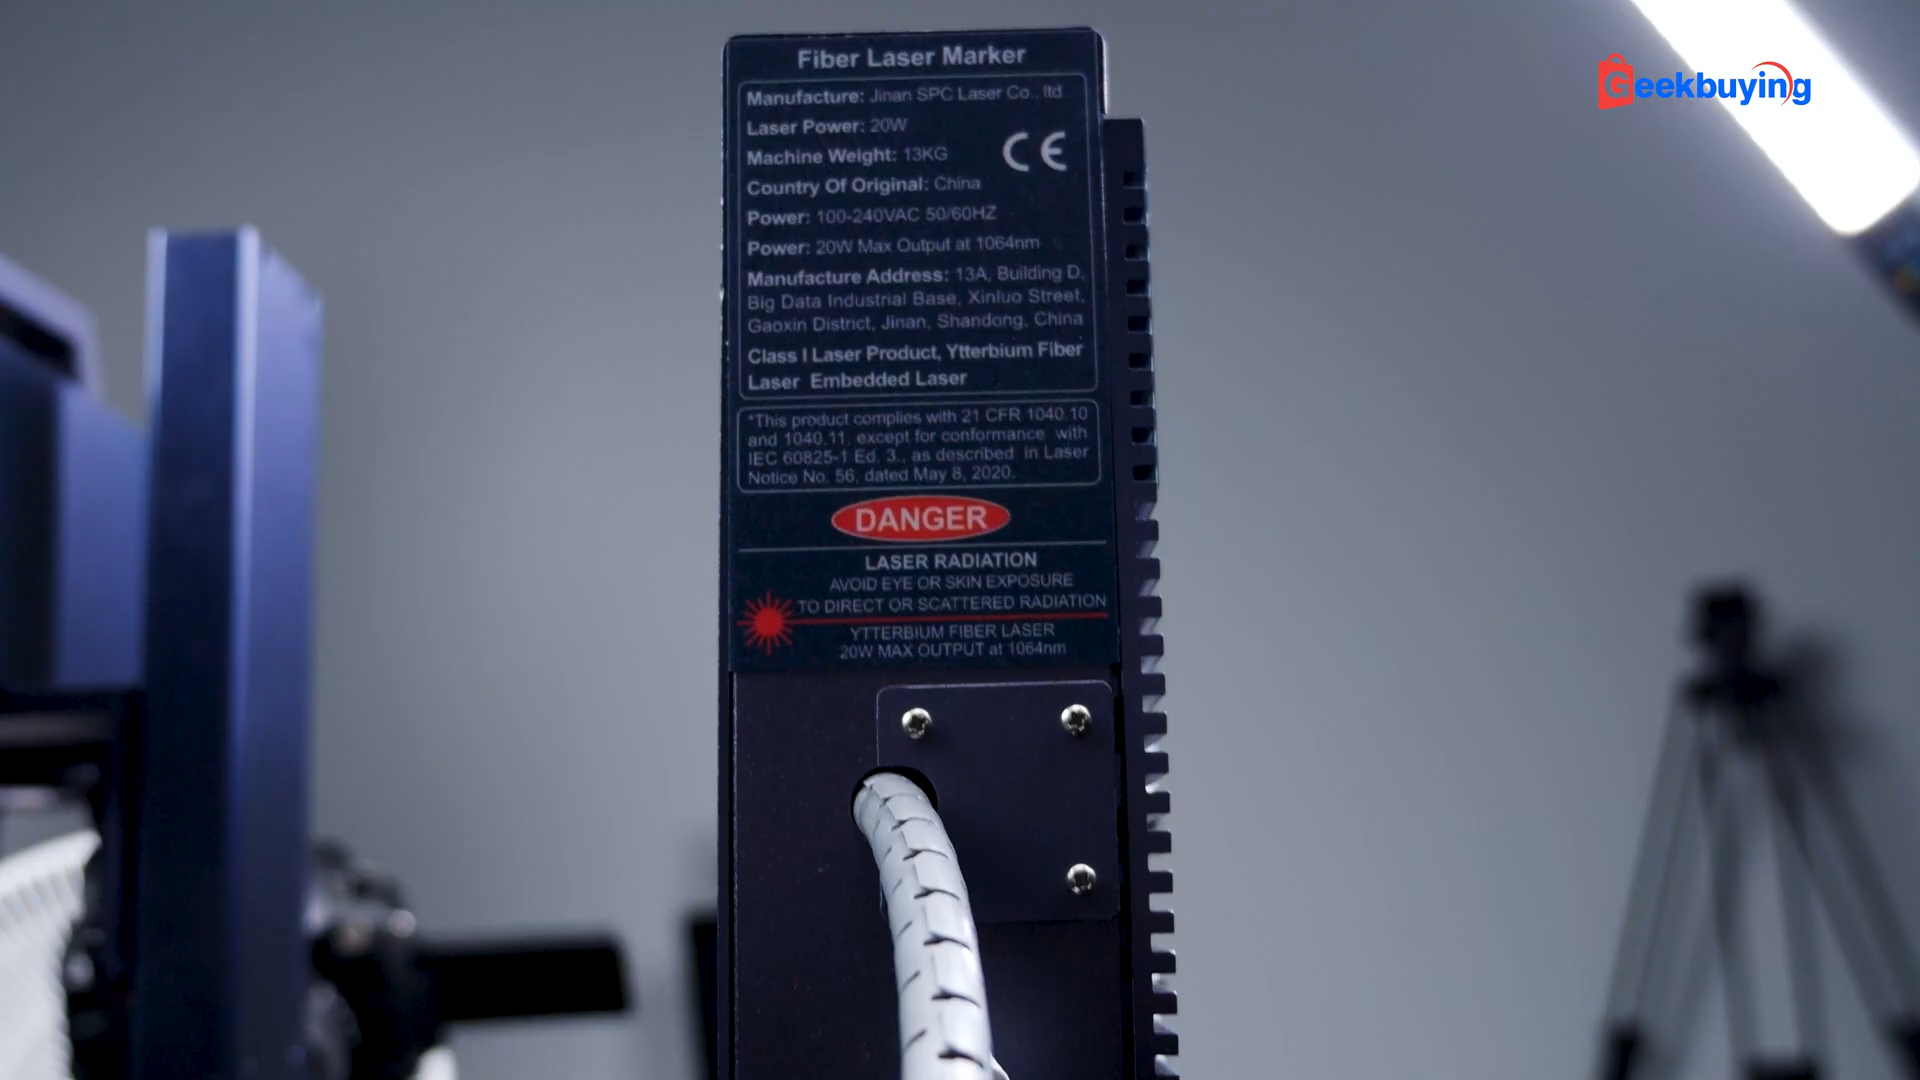 Fiber Laser Marker
Geekbuying
Manufacture: Jinan SPC Laser Co., ltd
Laser Power: 20W
CE
Machine Weight: 13KG
Country Of Original: China
Power: 100-240VAC 50/60HZ
Power: 20W Max Output at 1064nm
Manufacture Address: 13A, Building D,
Big Data Industrial Base, Xinluo Street,
Gaoxin District, Jinan, Shandong, China
Class I Laser Product, Ytterbium Fiber
Laser Embedded Laser
*This product complies with 21 CFR 1040.10
and 1040.11, except for conformance with
IEC 60825-1 Ed. 3., as described in Laser
Notice No. 56, dated May 8, 2020.
DANGER
LASER RADIATION
AVOID EYE OR SKIN EXPOSURE
TO DIRECT OR SCATTERED RADIATION
YTTERBIUM FIBER LASER
20W MAX OUTPUT at 1064nm